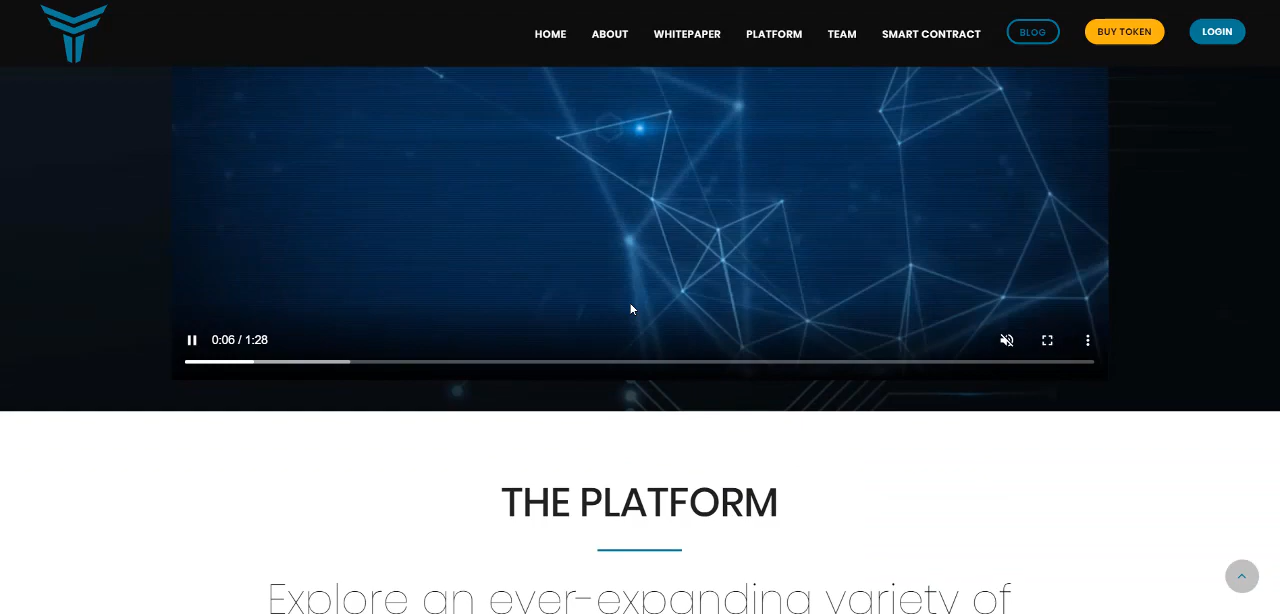 HOME ABOUT WHITEPAPER PLATFORM TEAM SMART CONTRACT BLOG BUY TOKEN LOGIN
0:06 / 1:28
THE PLATFORM
Explore an ever-expanding variety of